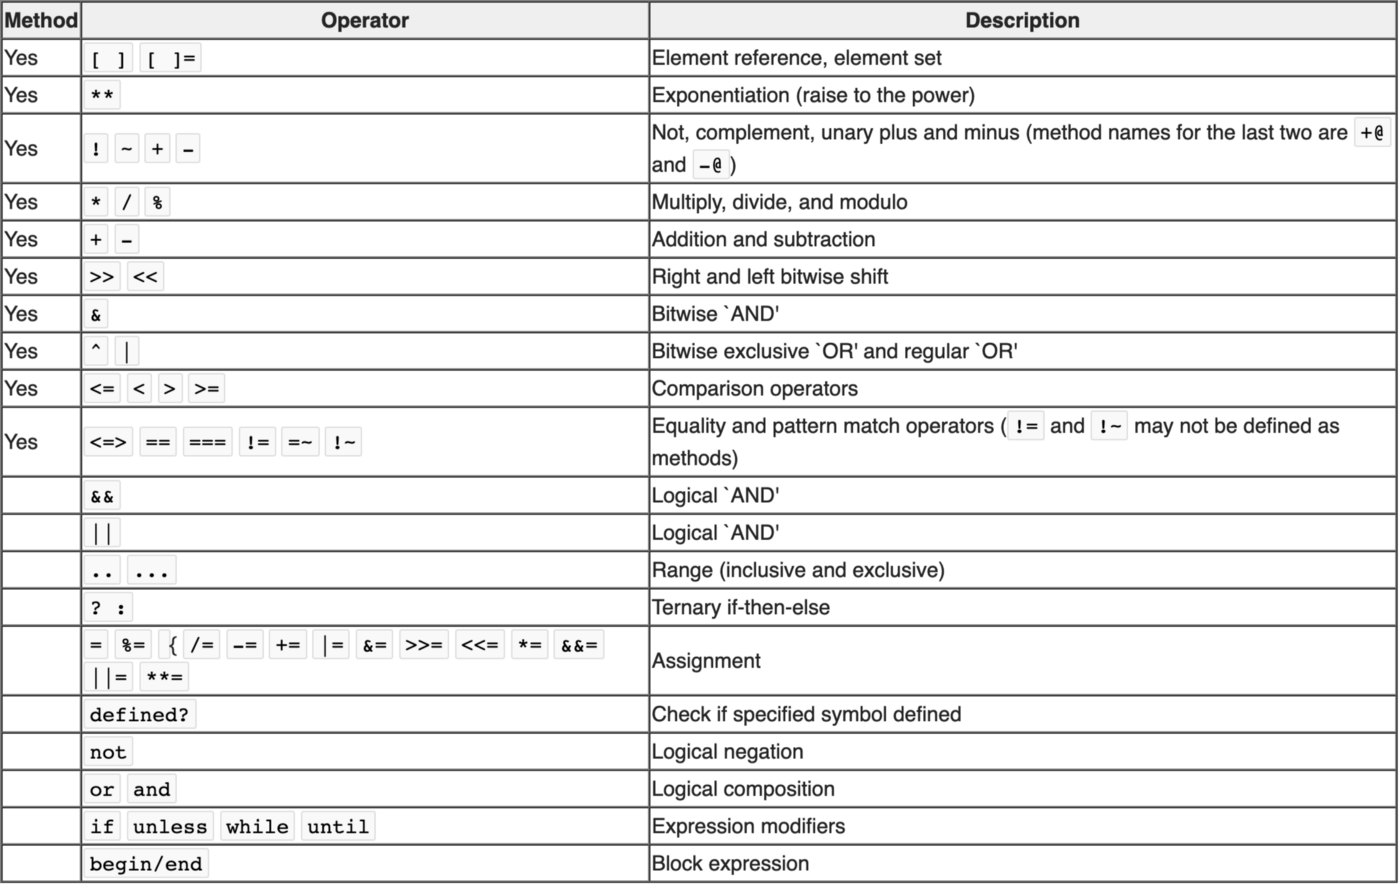 Method Operator Description
Yes [ ] [ ]= Element reference, element set
Yes ** Exponentiation (raise to the power)
Yes ! ~ + - Not, complement, unary plus and minus (method names for the last two are +@
and -@ )
Yes * / % Multiply, divide, and modulo
Yes + - Addition and subtraction
Yes >> << Right and left bitwise shift
Yes & Bitwise `AND'
Yes ^ | Bitwise exclusive `OR' and regular `OR'
Yes <= < > >= Comparison operators
Yes <=> == === != =~ !~ Equality and pattern match operators ( != and !~ may not be defined as
methods)
&& Logical `AND'
|| Logical `AND'
.. ... Range (inclusive and exclusive)
? : Ternary if-then-else
= %= { /= -= += |= &= >>= <<= *= &&=
||= **= Assignment
defined? Check if specified symbol defined
not Logical negation
or and Logical composition
if unless while until Expression modifiers
begin/end Block expression